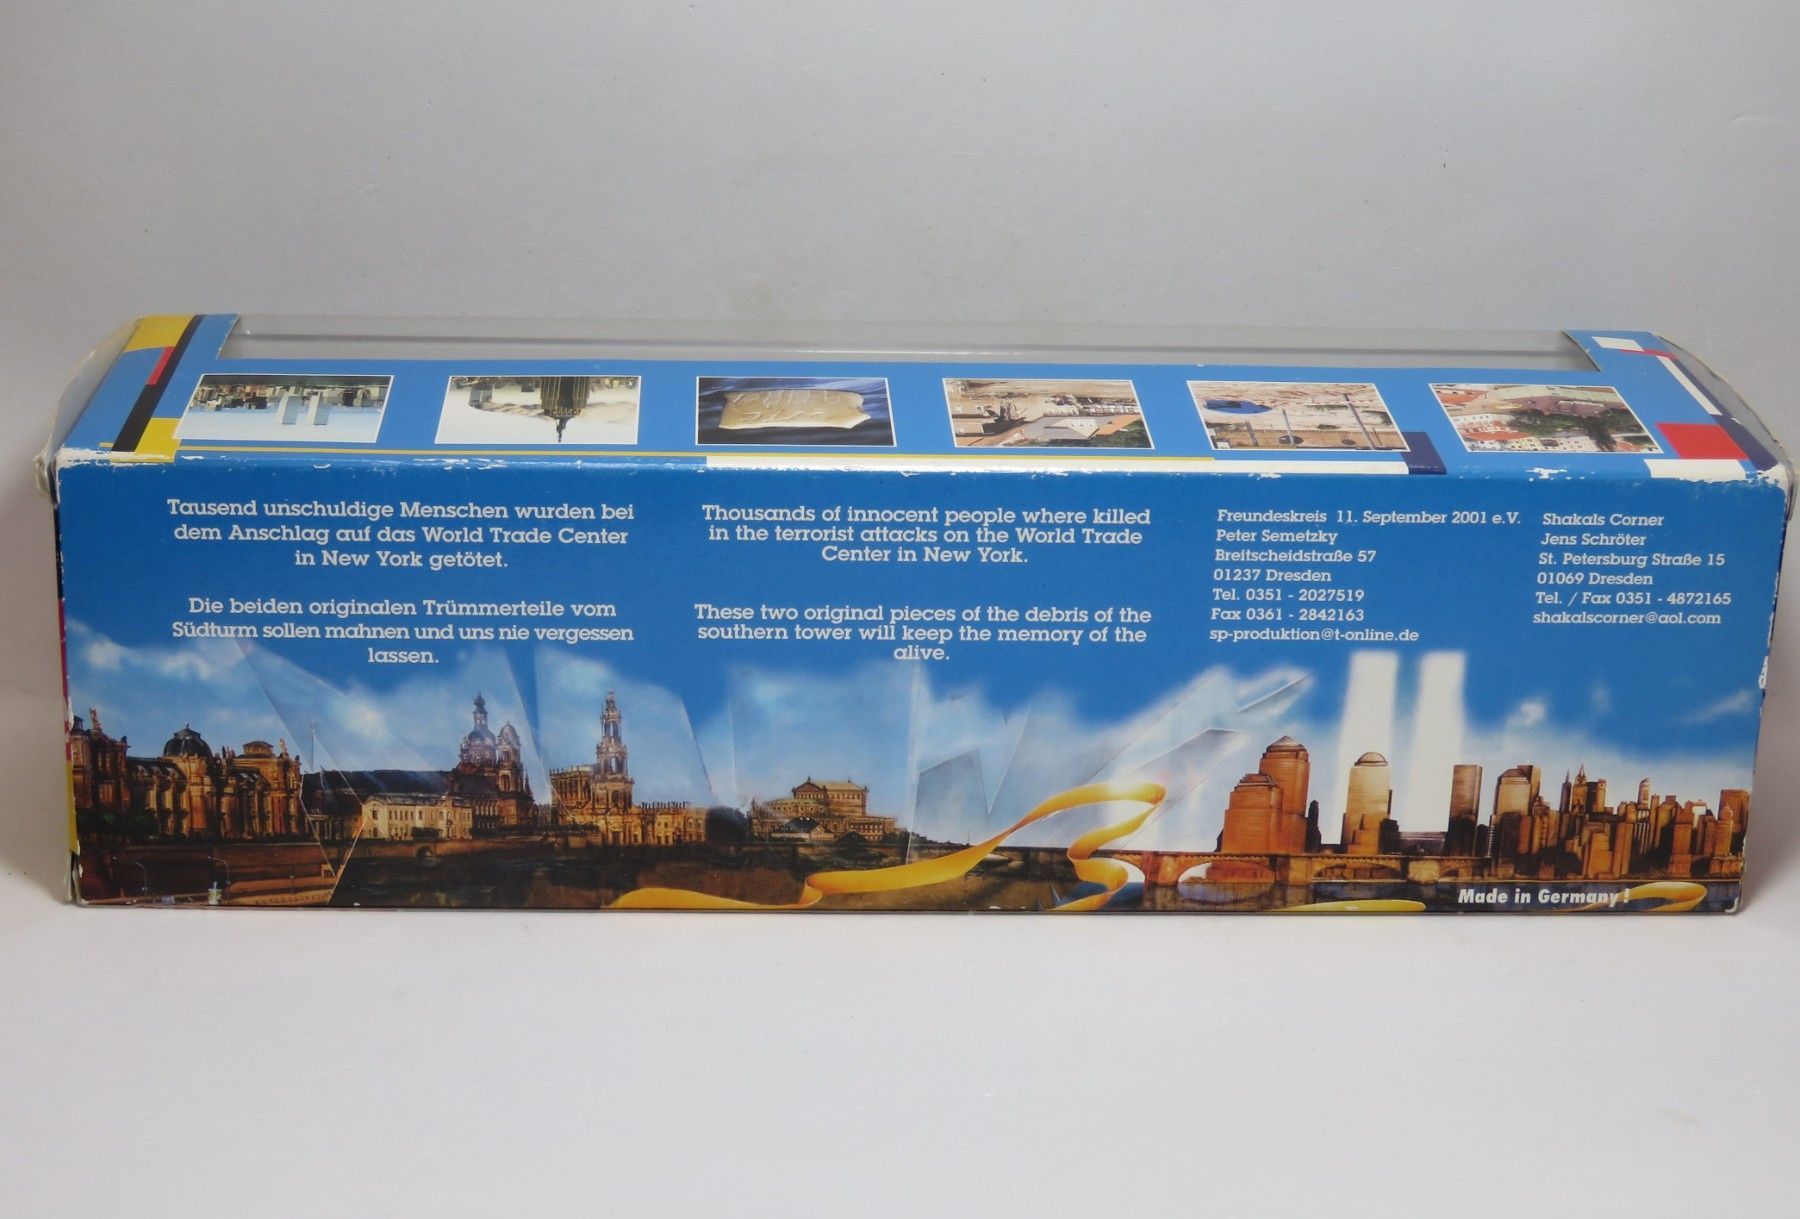 Tausend unschuldige Menschen wurden bei
dem Anschlag auf das World Trade Center
in New York getötet.
Die beiden originalen Trümmerteile vom
Südturm sollen mahnen und uns nie vergessen
lassen.
Thousands of innocent people where killed
in the terrorist attacks on the World Trade
Center in New York.
These two original pieces of the debris of the
southern tower will keep the memory of the
alive.
Freundeskreis 11. September 2001 e.V.
Peter Semetzky
Breitscheidstraße 57
01237 Dresden
Tel. 0351 - 2027519
Fax 0361 - 2842163
sp-produktion@t-online.de
Shakals Corner
Jens Schröter
St. Petersburg Straße 15
01069 Dresden
Tel. / Fax 0351 - 4872165
shakalscorner@aol.com
Made in Germany!